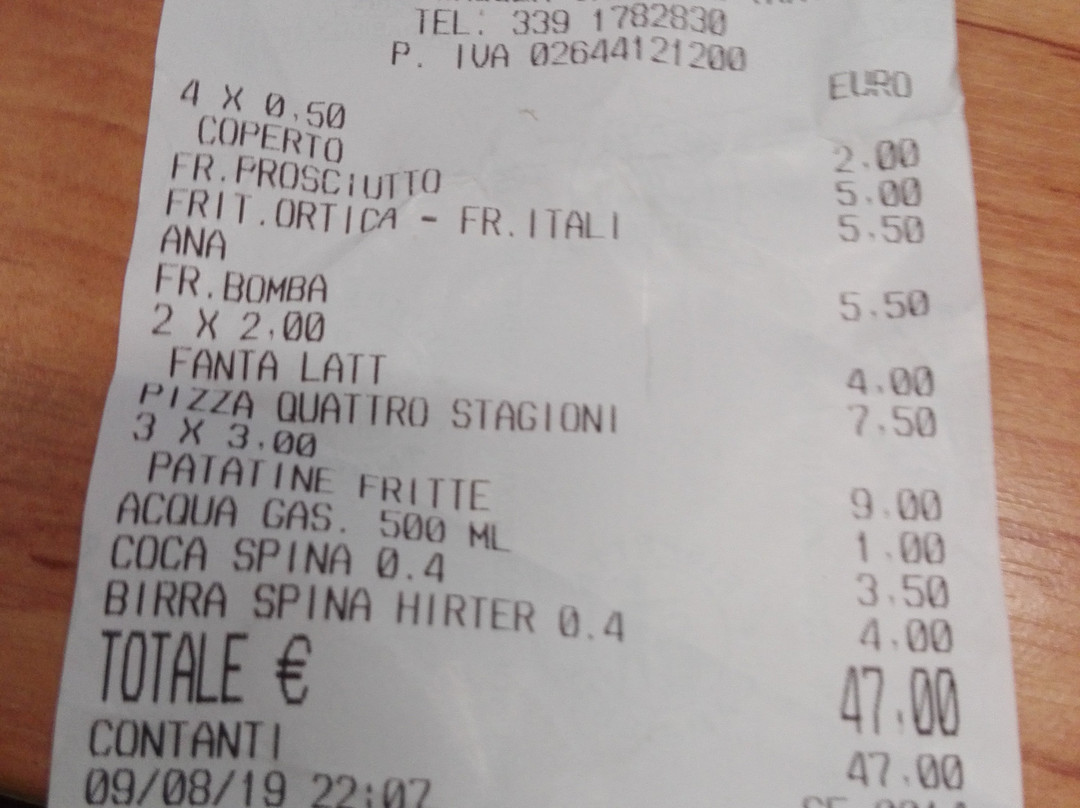 TEL: 339 1782830
P. IVA 02644121200
EURO
4 X 0,50
COPERTO 2.00
FR.PROSCIUTTO 5.00
FRIT.ORTICA - FR.ITALI 5.50
ANA
FR.BOMBA 5.50
2 X 2,00
FANTA LATT 4.00
PIZZA QUATTRO STAGIONI 7.50
3 X 3,00
PATATINE FRITTE 9.00
ACQUA GAS. 500 ML 1.00
COCA SPINA 0.4 3.50
BIRRA SPINA HIRTER 0.4 4.00
TOTALE € 47.00
CONTANTI 47.00
09/08/19 22:07